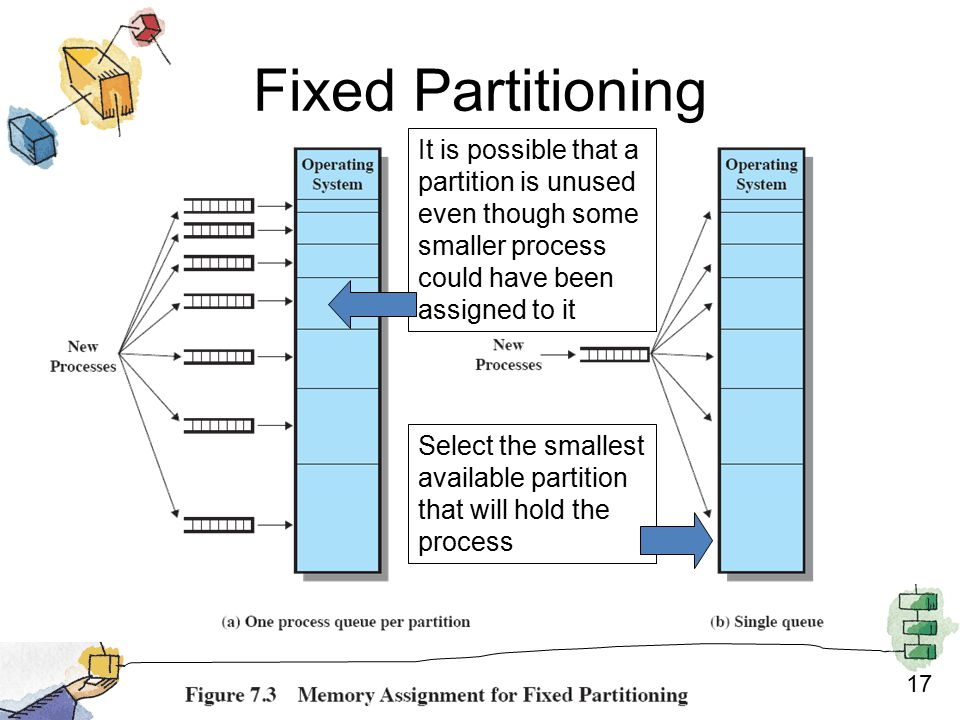 Fixed Partitioning
Operating
System
New
Processes
It is possible that a
partition is unused
even though some
smaller process
could have been
assigned to it
Operating
System
New
Processes
Select the smallest
available partition
that will hold the
process
(a) One process queue per partition
(b) Single queue
Figure 7.3 Memory Assignment for Fixed Partitioning
17